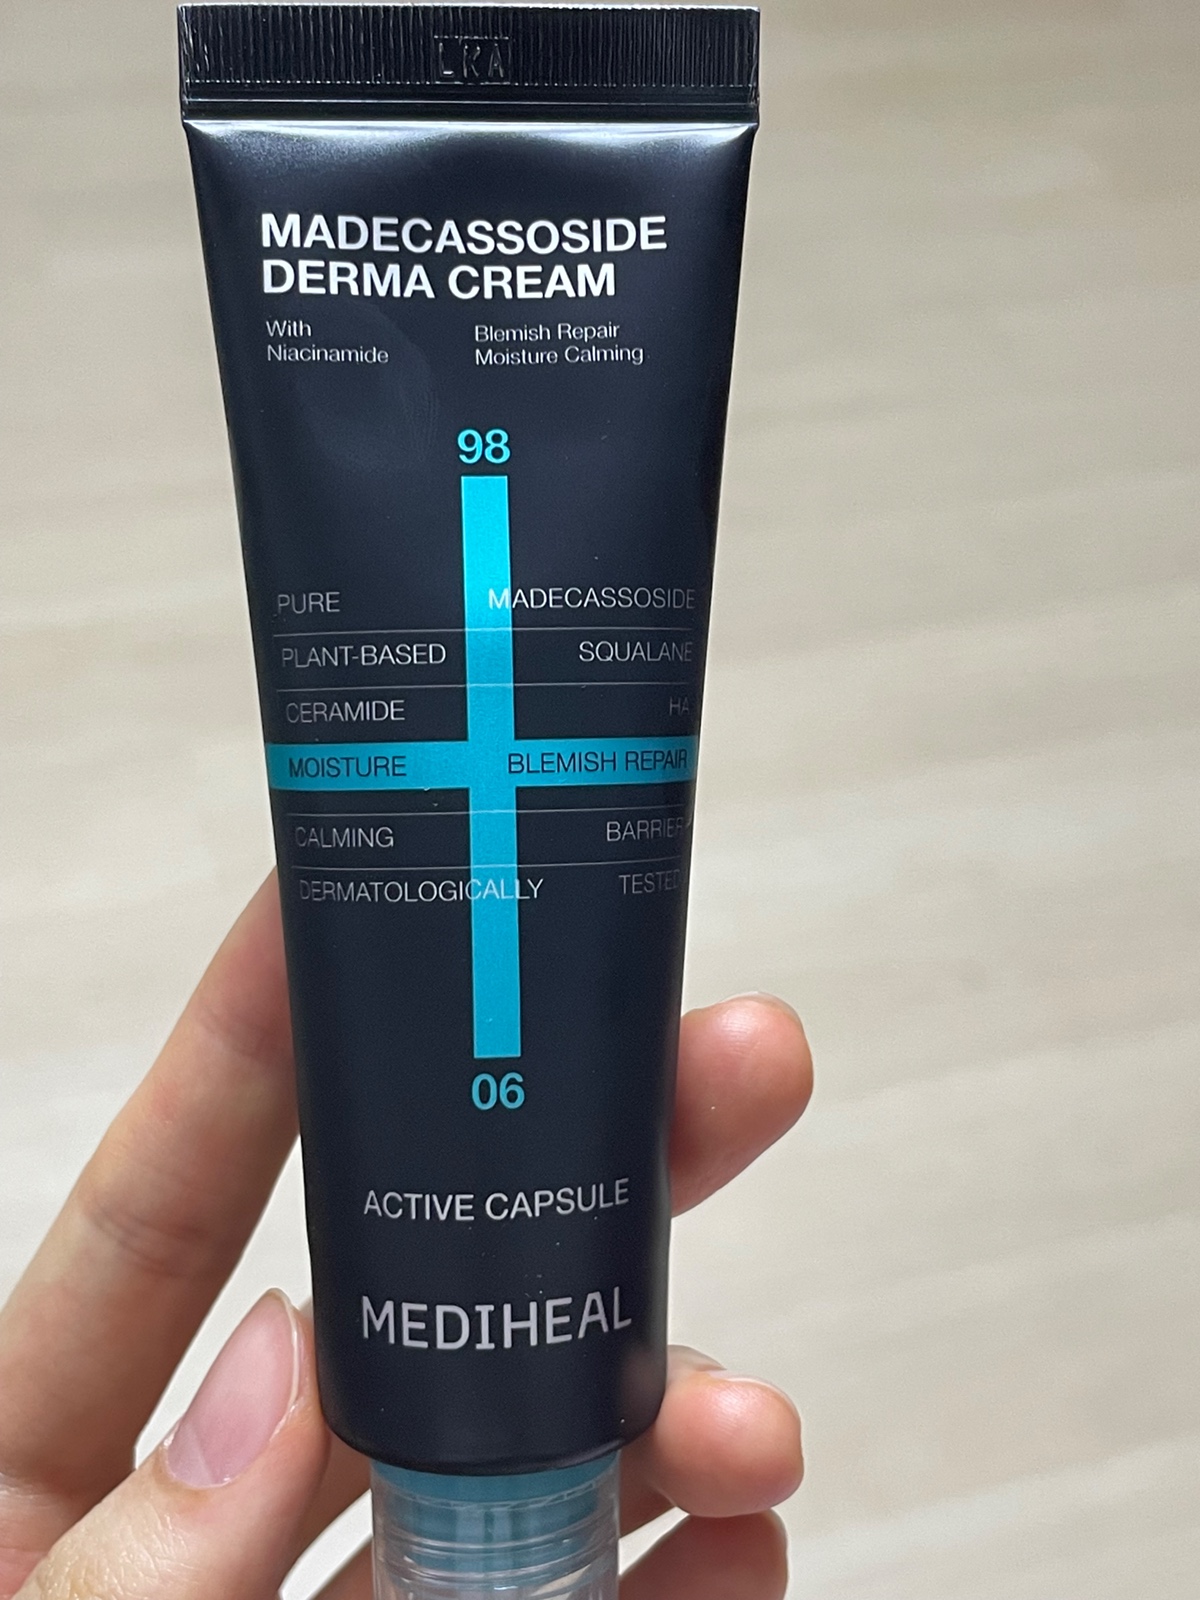 LKA
MADECASSOSIDE
DERMA CREAM
With Blemish Repair
Niacinamide Moisture Calming
98
PURE MADECASSOSIDE
PLANT-BASED SQUALANE
CERAMIDE HA
MOISTURE BLEMISH REPAIR
CALMING BARRIER
DERMATOLOGICALLY TESTED
06
ACTIVE CAPSULE
MEDIHEAL